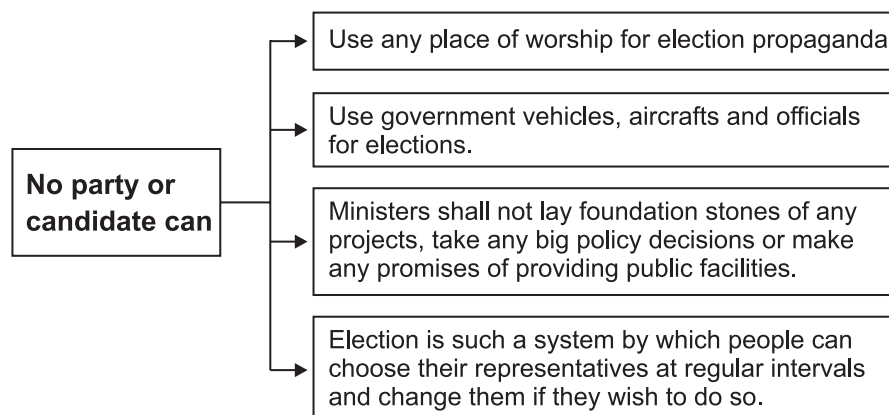 No party or
candidate can
Use any place of worship for election propaganda
Use government vehicles, aircrafts and officials
for elections.
Ministers shall not lay foundation stones of any
projects, take any big policy decisions or make
any promises of providing public facilities.
Election is such a system by which people can
choose their representatives at regular intervals
and change them if they wish to do so.